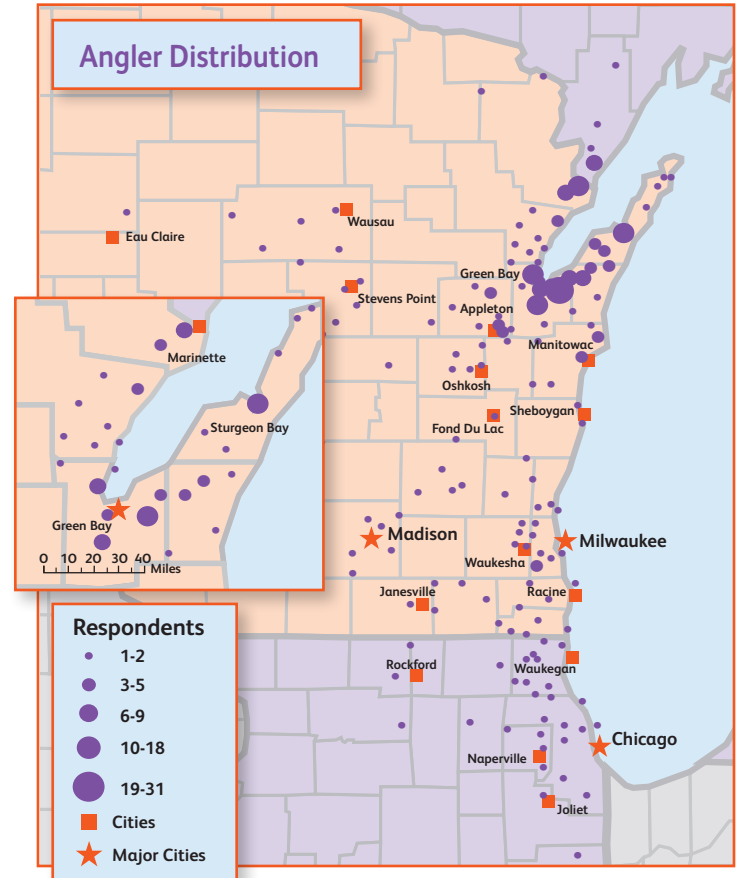 Angler Distribution
Eau Claire
Wausau
Green Bay
Stevens Point
Appleton
Manitowoc
Oshkosh
Sheboygan
Fond Du Lac
Madison
Milwaukee
Waukesha
Janesville
Racine
Rockford
Waukegan
Chicago
Naperville
Joliet
Marinette
Sturgeon Bay
Green Bay
0 10 20 30 40
Miles
Respondents
1-2
3-5
6-9
10-18
19-31
Cities
Major Cities